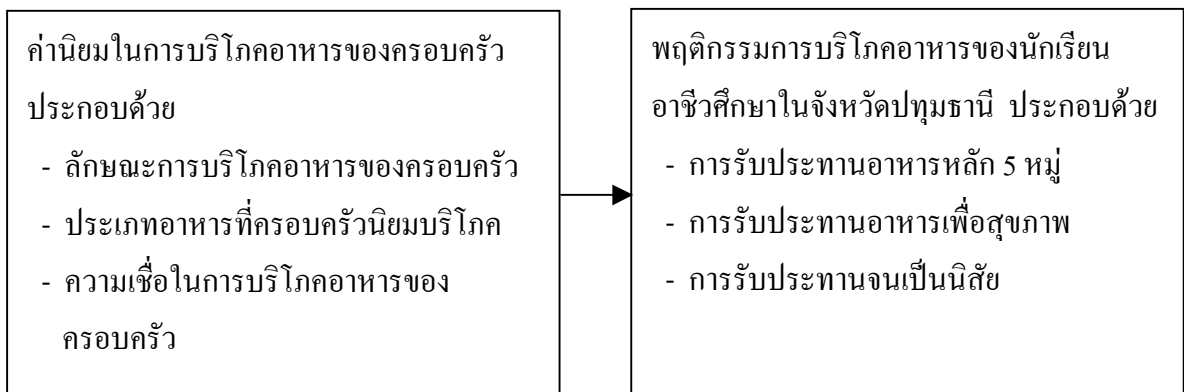 ค่านิยมในการบริโภคอาหารของครอบครัว
ประกอบด้วย
- ลักษณะการบริโภคอาหารของครอบครัว
- ประเภทอาหารที่ครอบครัวนิยมบริโภค
- ความเชื่อในการบริโภคอาหารของ
ครอบครัว
พฤติกรรมการบริโภคอาหารของนักเรียน
อาชีวศึกษาในจังหวัดปทุมธานี ประกอบด้วย
- การรับประทานอาหารหลัก 5 หมู่
- การรับประทานอาหารเพื่อสุขภาพ
- การรับประทานจนเป็นนิสัย